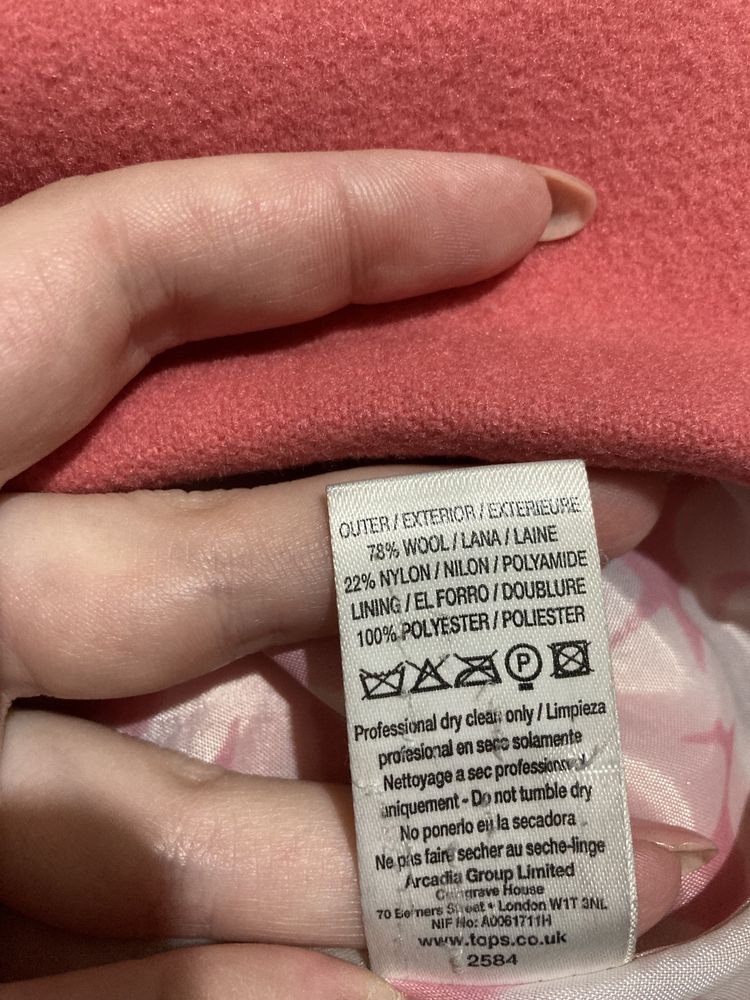 OUTER / EXTERIOR / EXTERIEURE
78% WOOL / LANA / LAINE
22% NYLON / NILON / POLYAMIDE
LINING / EL FORRO / DOUBLURE
100% POLYESTER / POLIESTER
P
Professional dry clean only / Limpieza
profesional en seco solamente
Nettoyage a sec professionnel
uniquement - Do not tumble dry
No ponerlo en la secadora
Ne pas faire secher au seche-linge
Arcadia Group Limited
Colegrave House
70 Berners Street • London W1T 3NL
NIF No: A0061711H
www.tops.co.uk
2584